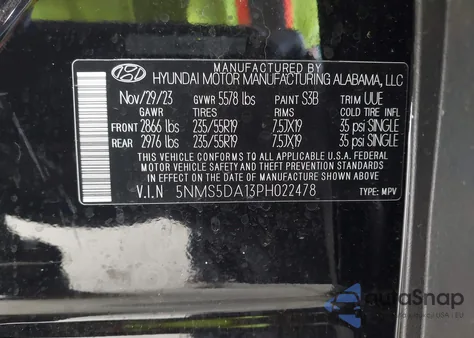 MANUFACTURED BY
HYUNDAI MOTOR MANUFACTURING ALABAMA, LLC
Nov/29/23 GVWR 5578 lbs PAINT S3B TRIM UUE
GAWR TIRES RIMS COLD TIRE INFL
FRONT 2866 lbs 235/55R19 7.5JX19 35 psi SINGLE
REAR 2976 lbs 235/55R19 7.5JX19 35 psi SINGLE
THIS VEHICLE CONFORMS TO ALL APPLICABLE U.S.A. FEDERAL
MOTOR VEHICLE SAFETY AND THEFT PREVENTION STANDARDS
IN EFFECT ON THE DATE OF MANUFACTURE SHOWN ABOVE.
V.I.N 5NMS5DA13PH022478 TYPE: MPV
autoSnap